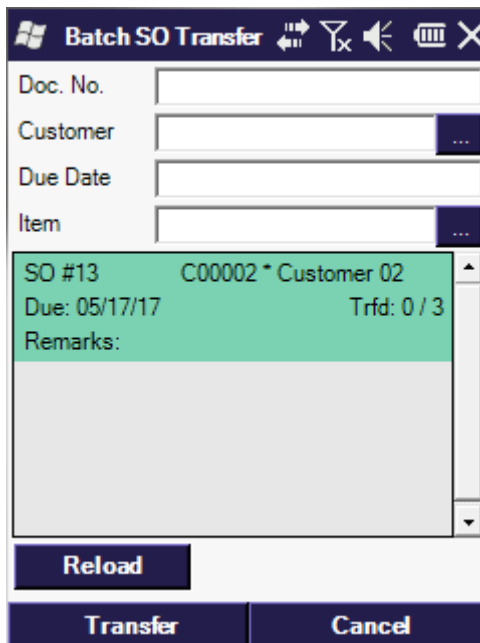 Batch SO Transfer
Doc. No.
Customer
...
Due Date
Item
...
SO #13 C00002 * Customer 02
Due: 05/17/17 Trfd: 0 / 3
Remarks:
Reload
Transfer Cancel